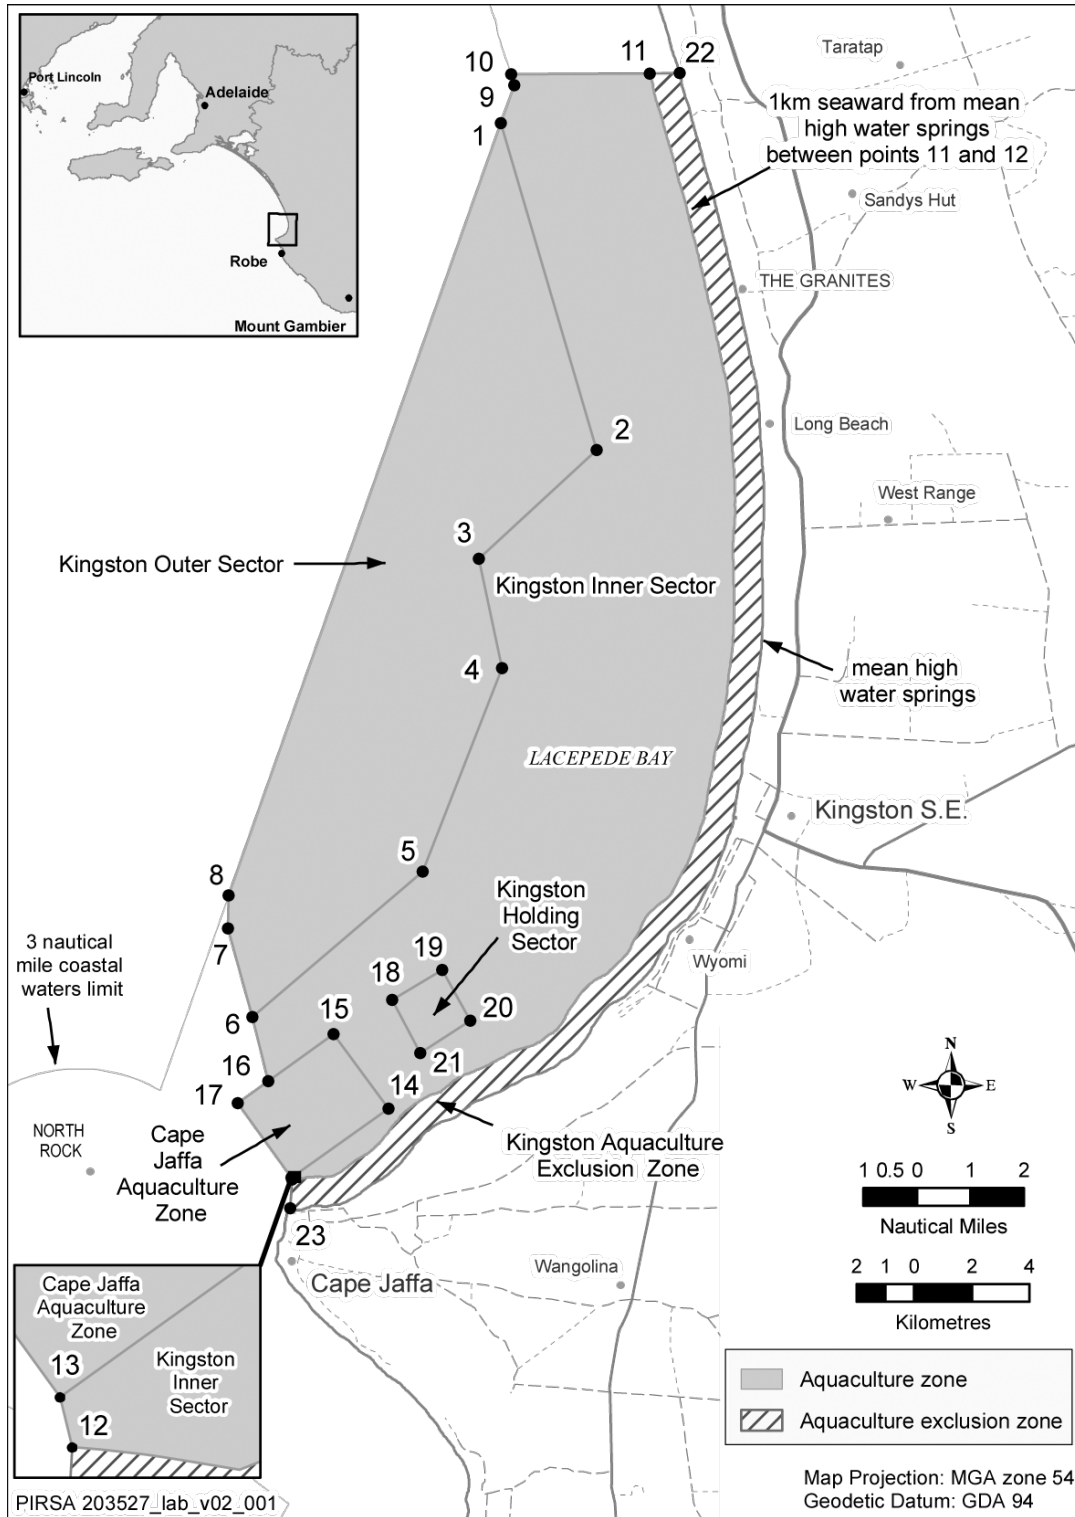 Port Lincoln
Adelaide
Robe
Mount Gambier
10
11
22
Taratap
9
1
1km seaward from mean
high water springs
between points 11 and 12
Sandys Hut
THE GRANITES
2
Long Beach
West Range
3
Kingston Outer Sector
Kingston Inner Sector
4
mean high
water springs
LACEPEDE BAY
Kingston S.E.
5
8
Kingston
Holding
Sector
7
3 nautical
mile coastal
waters limit
19
Wyomi
18
6
15
20
16
21
17
14
N
W
E
S
NORTH
ROCK
Cape
Jaffa
Aquaculture
Zone
Kingston Aquaculture
Exclusion Zone
1 0.5 0 1 2
Nautical Miles
23
Cape Jaffa
Wangolina
2 1 0 2 4
Kilometres
Cape Jaffa
Aquaculture
Zone
13
Kingston
Inner
Sector
12
Aquaculture zone
Aquaculture exclusion zone
PIRSA 203527_lab_v02_001
Map Projection: MGA zone 54
Geodetic Datum: GDA 94